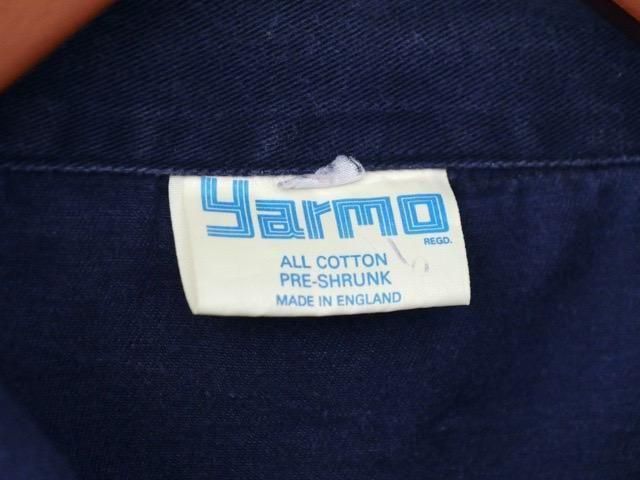 Yarmo
REGD.
ALL COTTON
PRE-SHRUNK
MADE IN ENGLAND